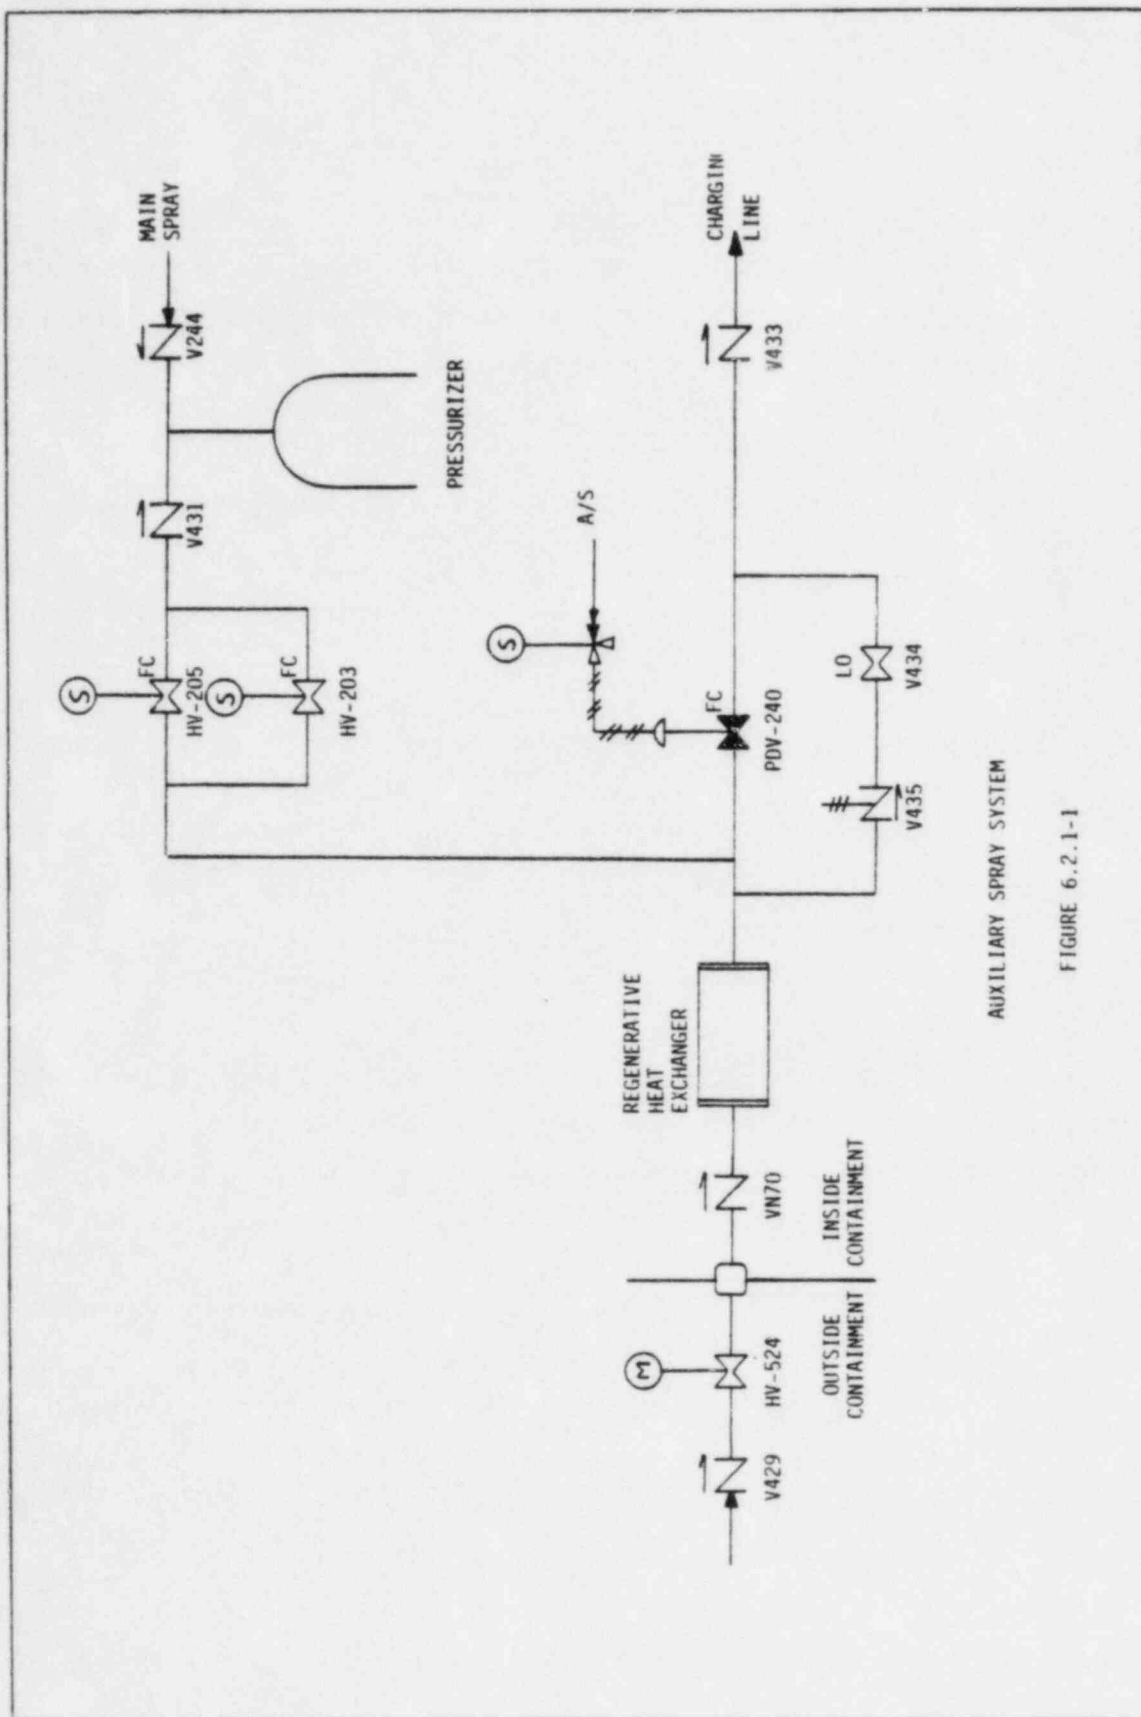 MAIN
SPRAY
V244
V431
PRESSURIZER
S
FC
HV-205
S
FC
HV-203
S
A/S
FC
PDV-240
CHARGIN
LINE
V433
LO
V434
V435
REGENERATIVE
HEAT
EXCHANGER
VN70
INSIDE
CONTAINMENT
OUTSIDE
CONTAINMENT
M
HV-524
V429
AUXILIARY SPRAY SYSTEM
FIGURE 6.2.1-1